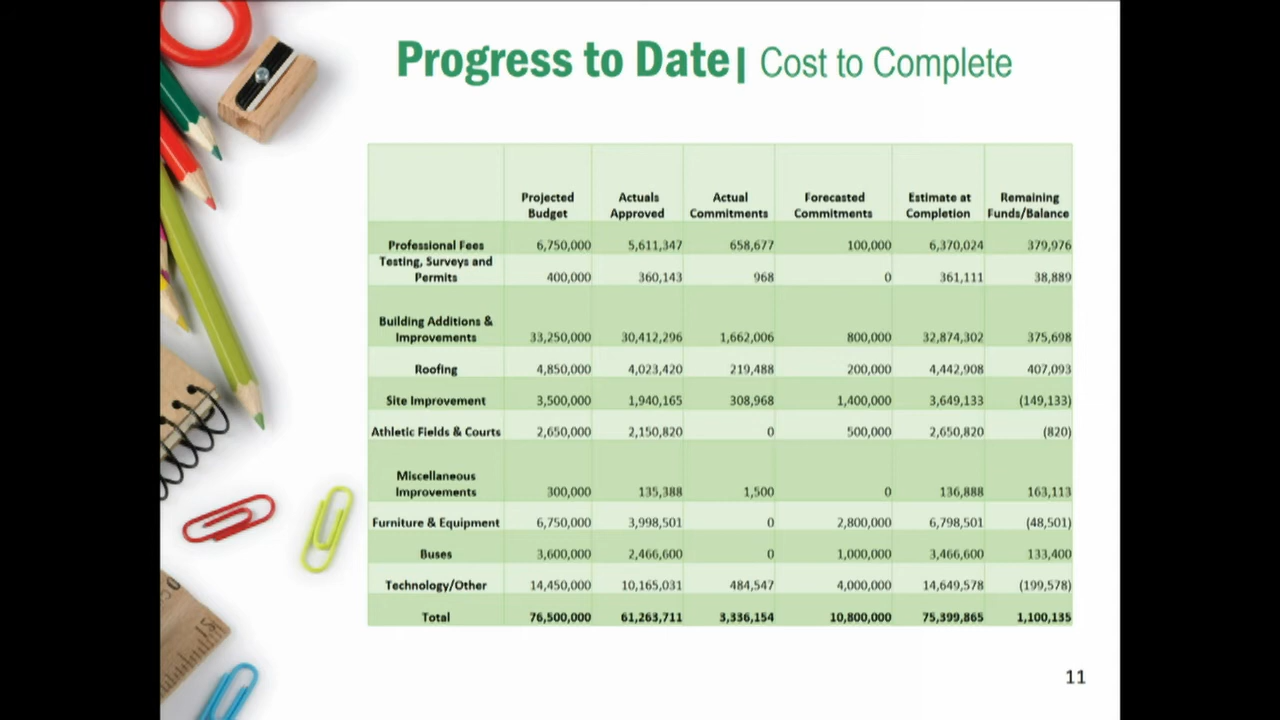 Progress to Date| Cost to Complete
Projected Budget Actuals Approved Actual Commitments Forecasted Commitments Estimate at Completion Remaining Funds/Balance
Professional Fees 6,750,000 5,611,347 658,677 100,000 6,370,024 379,976
Testing, Surveys and Permits 400,000 360,143 968 0 361,111 38,889
Building Additions & Improvements 33,250,000 30,412,296 1,662,006 800,000 32,874,302 375,698
Roofing 4,850,000 4,023,420 219,488 200,000 4,442,908 407,093
Site Improvement 3,500,000 1,940,165 308,968 1,400,000 3,649,133 (149,133)
Athletic Fields & Courts 2,650,000 2,150,820 0 500,000 2,650,820 (820)
Miscellaneous Improvements 300,000 135,388 1,500 0 136,888 163,113
Furniture & Equipment 6,750,000 3,998,501 0 2,800,000 6,798,501 (48,501)
Buses 3,600,000 2,466,600 0 1,000,000 3,466,600 133,400
Technology/Other 14,450,000 10,165,031 484,547 4,000,000 14,649,578 (199,578)
Total 76,500,000 61,263,711 3,336,154 10,800,000 75,399,865 1,100,135
15
11